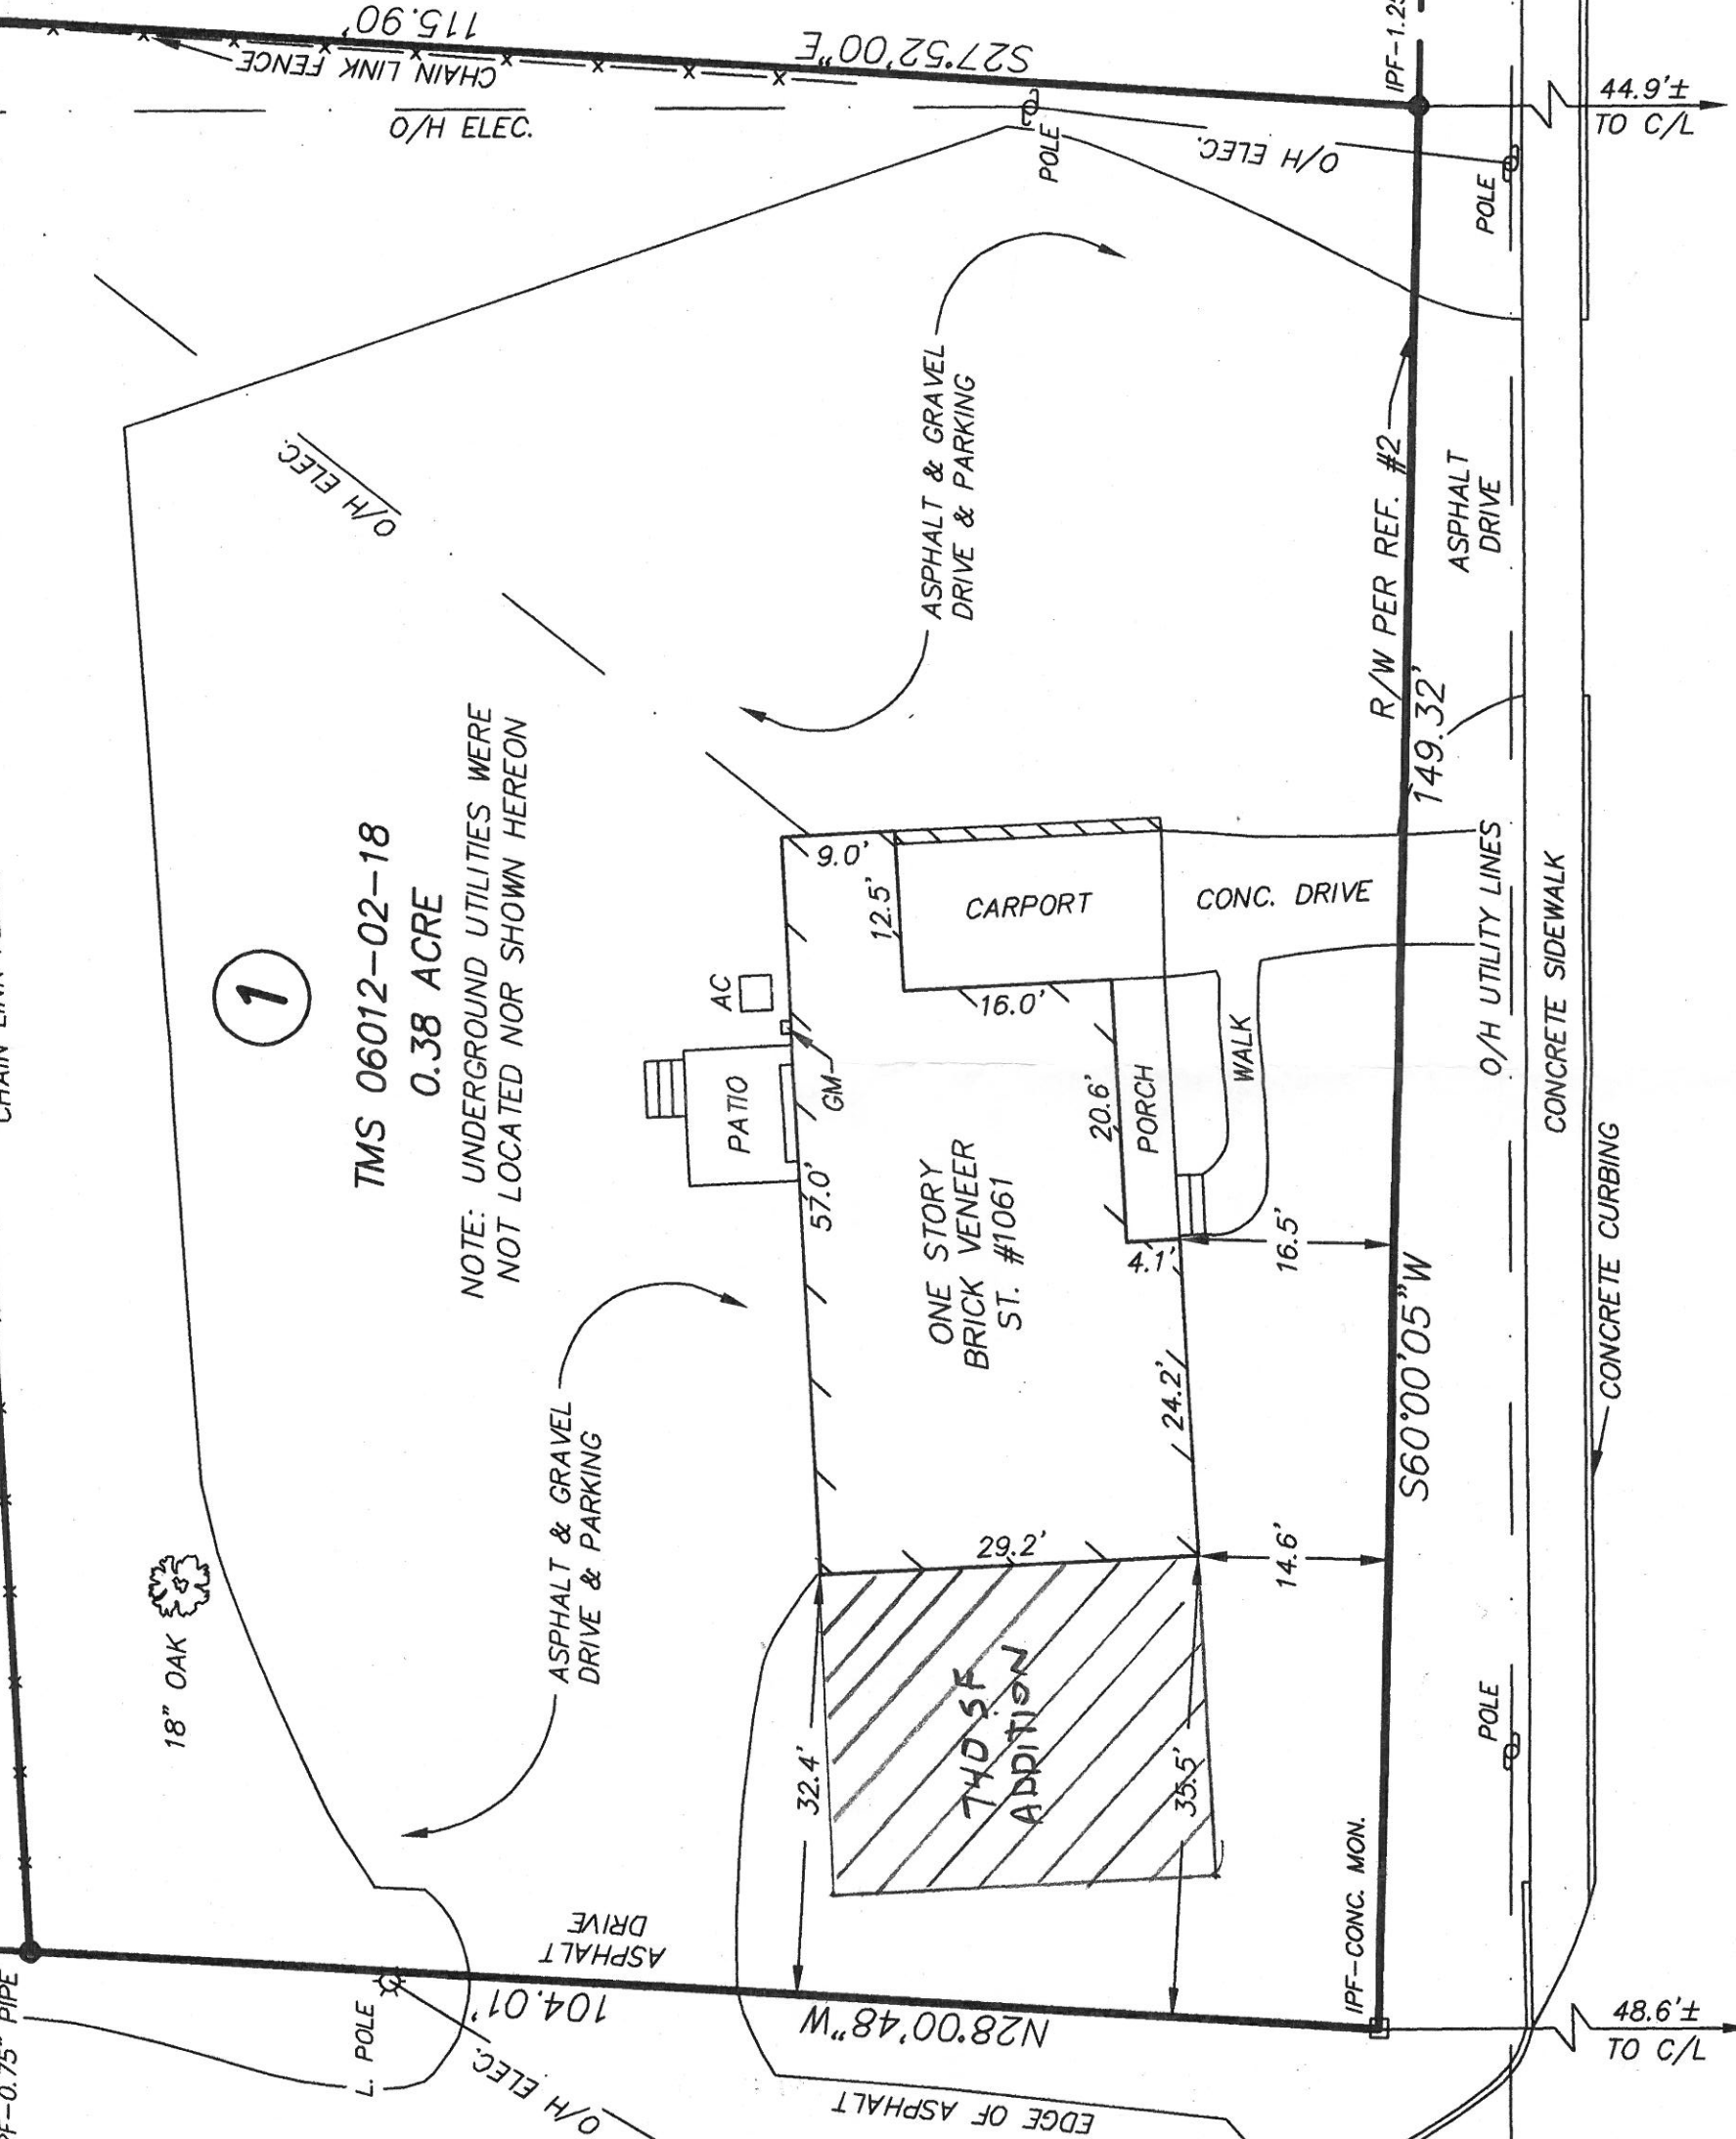 115.90'
S27°52'00"E
CHAIN LINK FENCE
O/H ELEC.
POLE
O/H ELEC.
POLE
IPF-1.25
44.9'±
TO C/L
O/H ELEC.
ASPHALT & GRAVEL
DRIVE & PARKING
R/W PER REF. #2
ASPHALT
DRIVE
149.32'
1
TMS 06012-02-18
0.38 ACRE
NOTE: UNDERGROUND UTILITIES WERE
NOT LOCATED NOR SHOWN HEREON
9.0'
12.5'
CARPORT
CONC. DRIVE
AC
16.0'
PATIO
GM
20.6'
PORCH
WALK
O/H UTILITY LINES
CONCRETE SIDEWALK
57.0'
ONE STORY
BRICK VENEER
ST. #1061
4.1'
16.5'
24.2'
S60°00'05"W
CONCRETE CURBING
18" OAK
ASPHALT & GRAVEL
DRIVE & PARKING
29.2'
14.6'
740 SF
ADDITION
32.4'
35.5'
POLE
IPF-CONC. MON.
ASPHALT
DRIVE
104.01'
N28°00'48"W
PF-0.75" PIPE
L. POLE
O/H ELEC.
EDGE OF ASPHALT
48.6'±
TO C/L